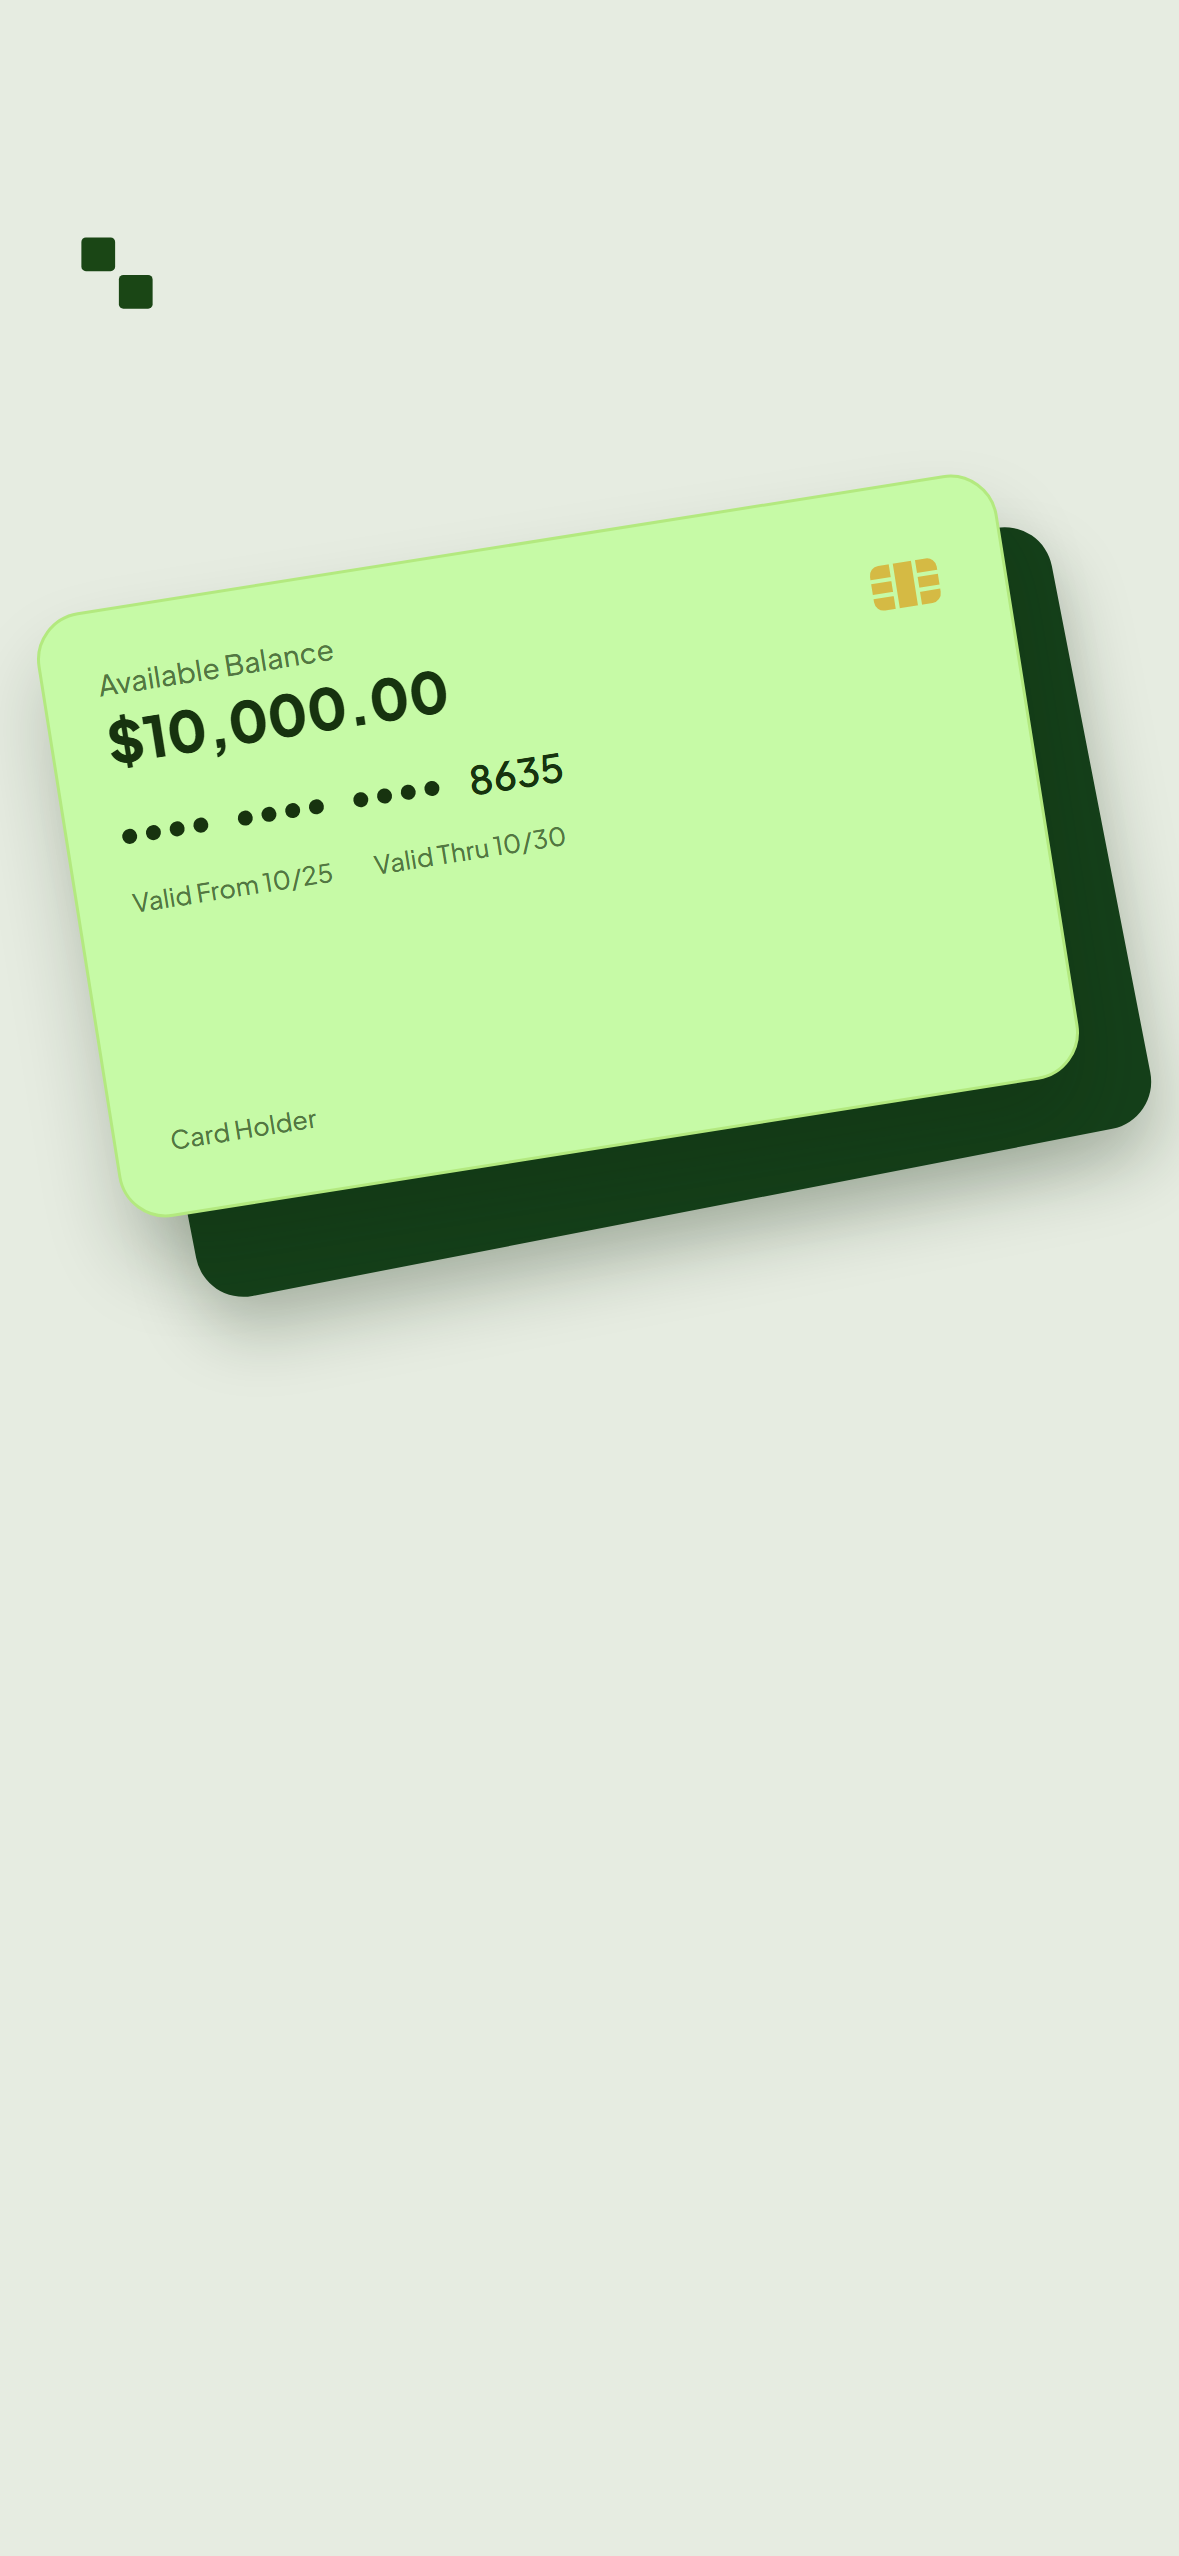 Available Balance
$10,000.00
•••• •••• •••• 8635
Valid From 10/25 Valid Thru 10/30
Card Holder